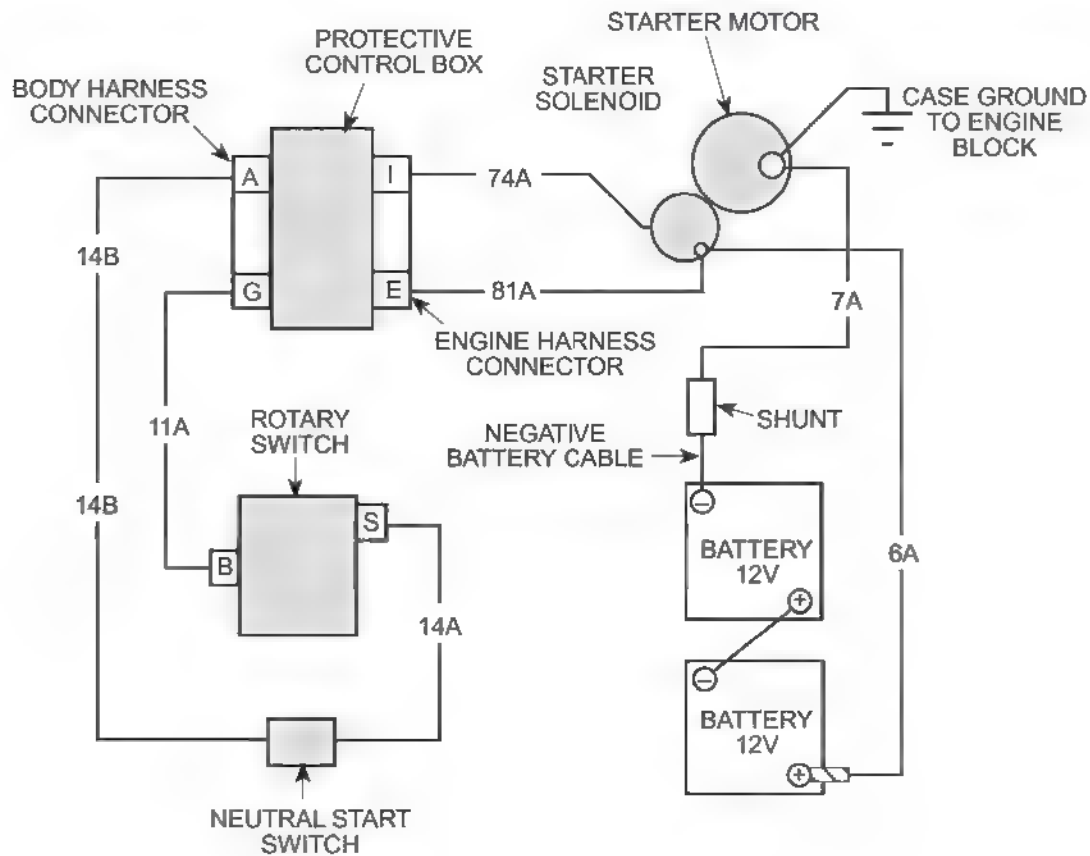 STARTER MOTOR
PROTECTIVE
CONTROL BOX
STARTER
SOLENOID
BODY HARNESS
CONNECTOR
CASE GROUND
TO ENGINE
BLOCK
A
I
74A
14B
G
E
81A
7A
ENGINE HARNESS
CONNECTOR
11A
ROTARY
SWITCH
SHUNT
NEGATIVE
BATTERY CABLE
14B
S
B
−
BATTERY
12V
+
6A
14A
−
BATTERY
12V
+
NEUTRAL START
SWITCH